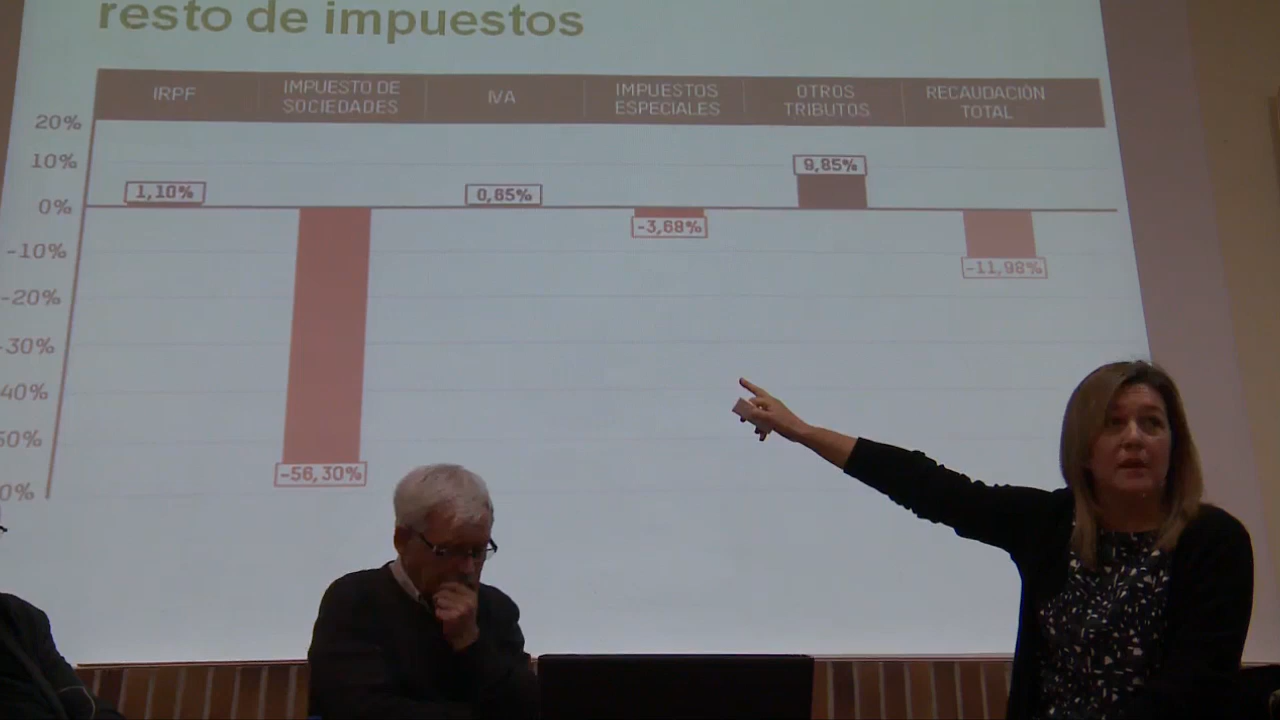 resto de impuestos
IRPF
IMPUESTO DE
SOCIEDADES
IVA
IMPUESTOS
ESPECIALES
OTROS
TRIBUTOS
RECAUDACIÓN
TOTAL
20%
10%
0%
-10%
-20%
-30%
40%
50%
0%
1,10%
-56,30%
0,65%
-3,68%
9,85%
-11,98%